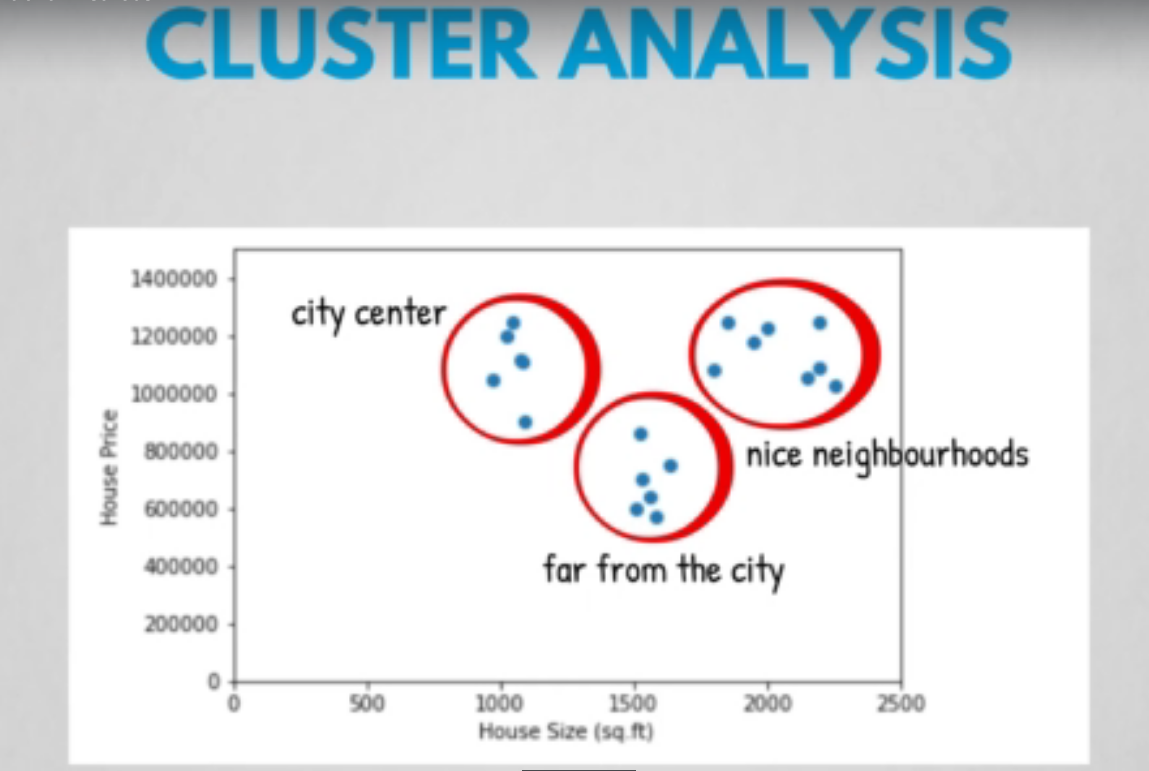 CLUSTER ANALYSIS
1400000
city center
1200000
1000000
800000
nice neighbourhoods
House Price
600000
400000
far from the city
200000
0
0 500 1000 1500 2000 2500
House Size (sq.ft)